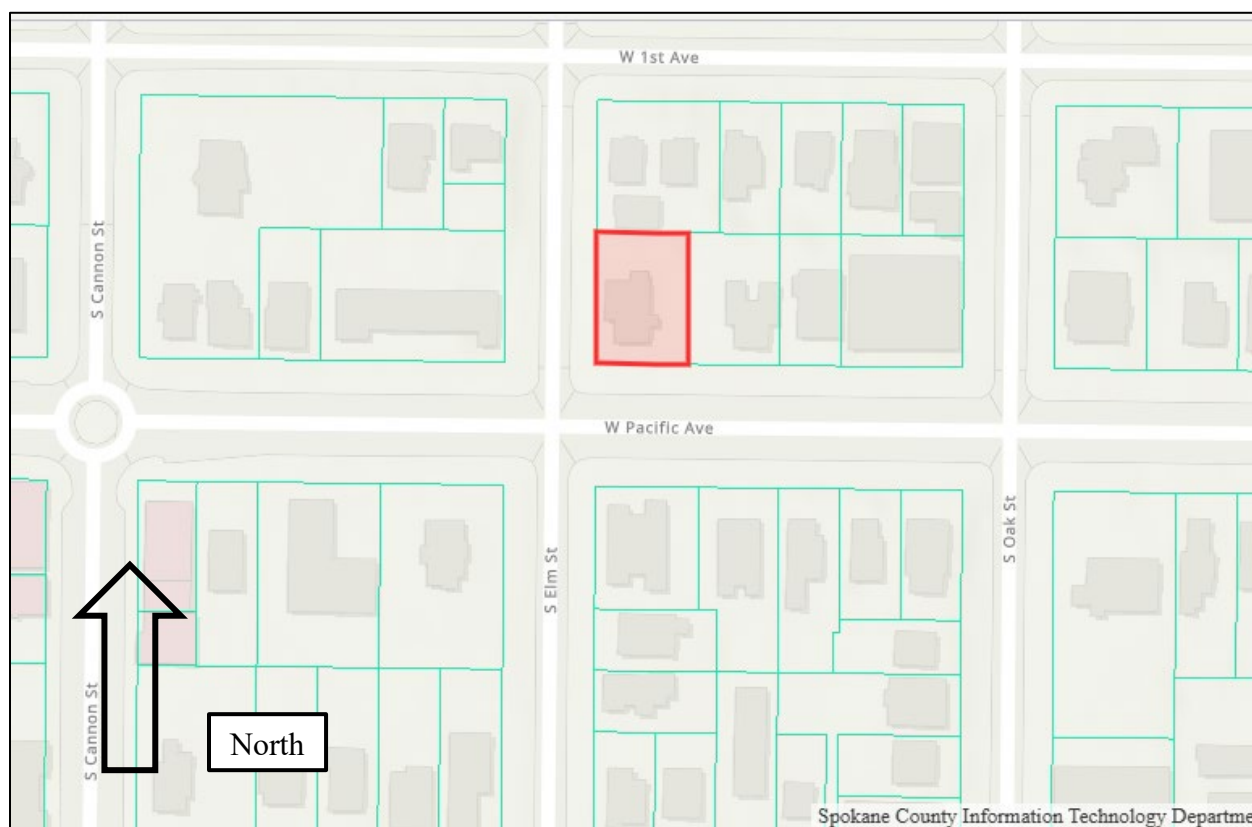 W 1st Ave
S Cannon St
W Pacific Ave
S Oak St
S Elm St
S Cannon St
North
Spokane County Information Technology Departme